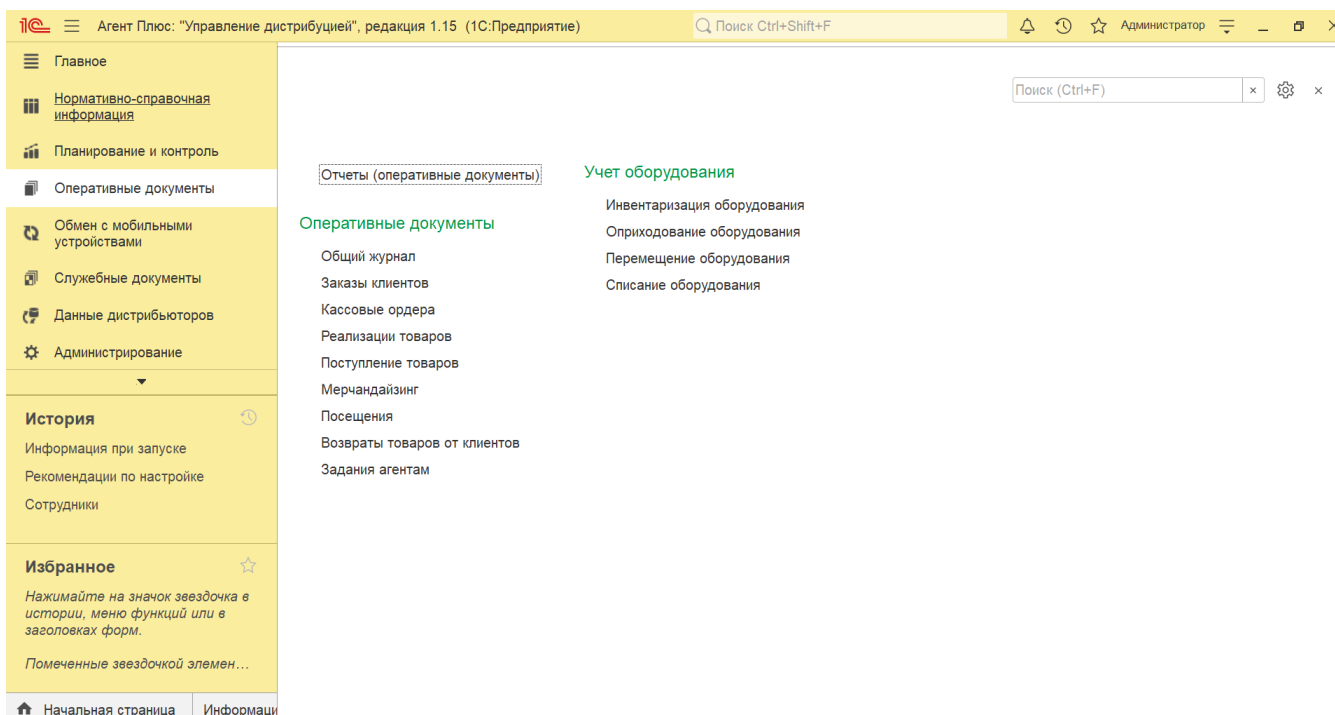 1С Агент Плюс: "Управление дистрибуцией", редакция 1.15 (1С:Предприятие)
Поиск Ctrl+Shift+F
Администратор
Главное
Нормативно-справочная
информация
Планирование и контроль
Оперативные документы
Обмен с мобильными
устройствами
Служебные документы
Данные дистрибьюторов
Администрирование
История
Информация при запуске
Рекомендации по настройке
Сотрудники
Избранное
Нажимайте на значок звездочка в
истории, меню функций или в
заголовках форм.
Помеченные звездочкой элемен...
Начальная страница
Информаци
Поиск (Ctrl+F)
Отчеты (оперативные документы)
Оперативные документы
Общий журнал
Заказы клиентов
Кассовые ордера
Реализации товаров
Поступление товаров
Мерчандайзинг
Посещения
Возвраты товаров от клиентов
Задания агентам
Учет оборудования
Инвентаризация оборудования
Оприходование оборудования
Перемещение оборудования
Списание оборудования